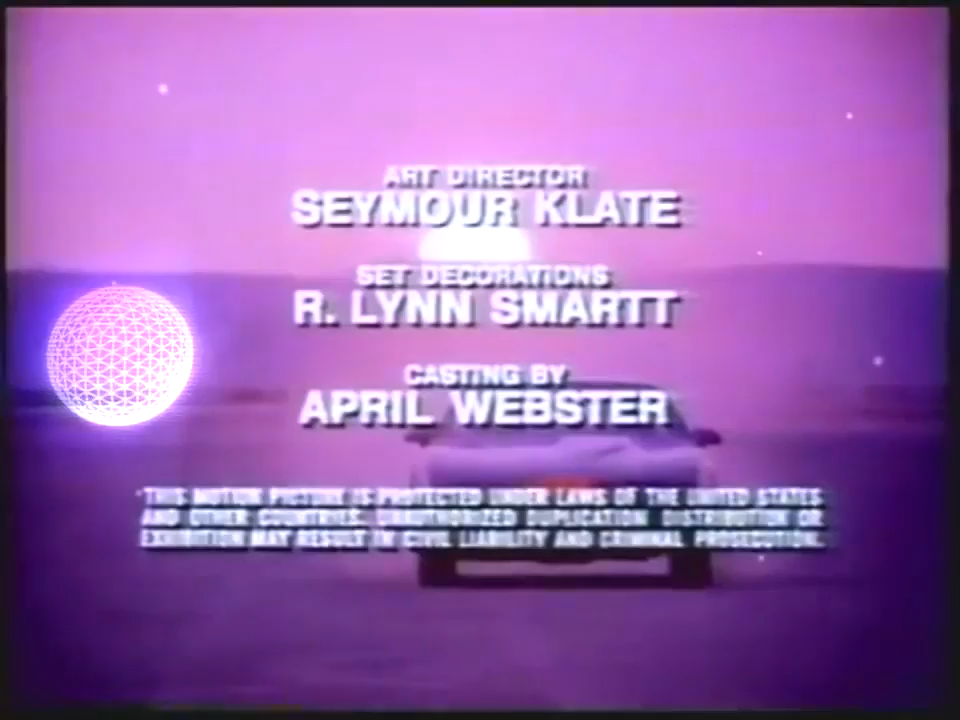 ART DIRECTOR
SEYMOUR KLATE
SET DECORATIONS
R. LYNN SMARTT
CASTING BY
APRIL WEBSTER
THIS MOTION PICTURE IS PROTECTED UNDER LAWS OF THE UNITED STATES
AND OTHER COUNTRIES. UNAUTHORIZED DUPLICATION, DISTRIBUTION OR
EXHIBITION MAY RESULT IN CIVIL LIABILITY AND CRIMINAL PROSECUTION.